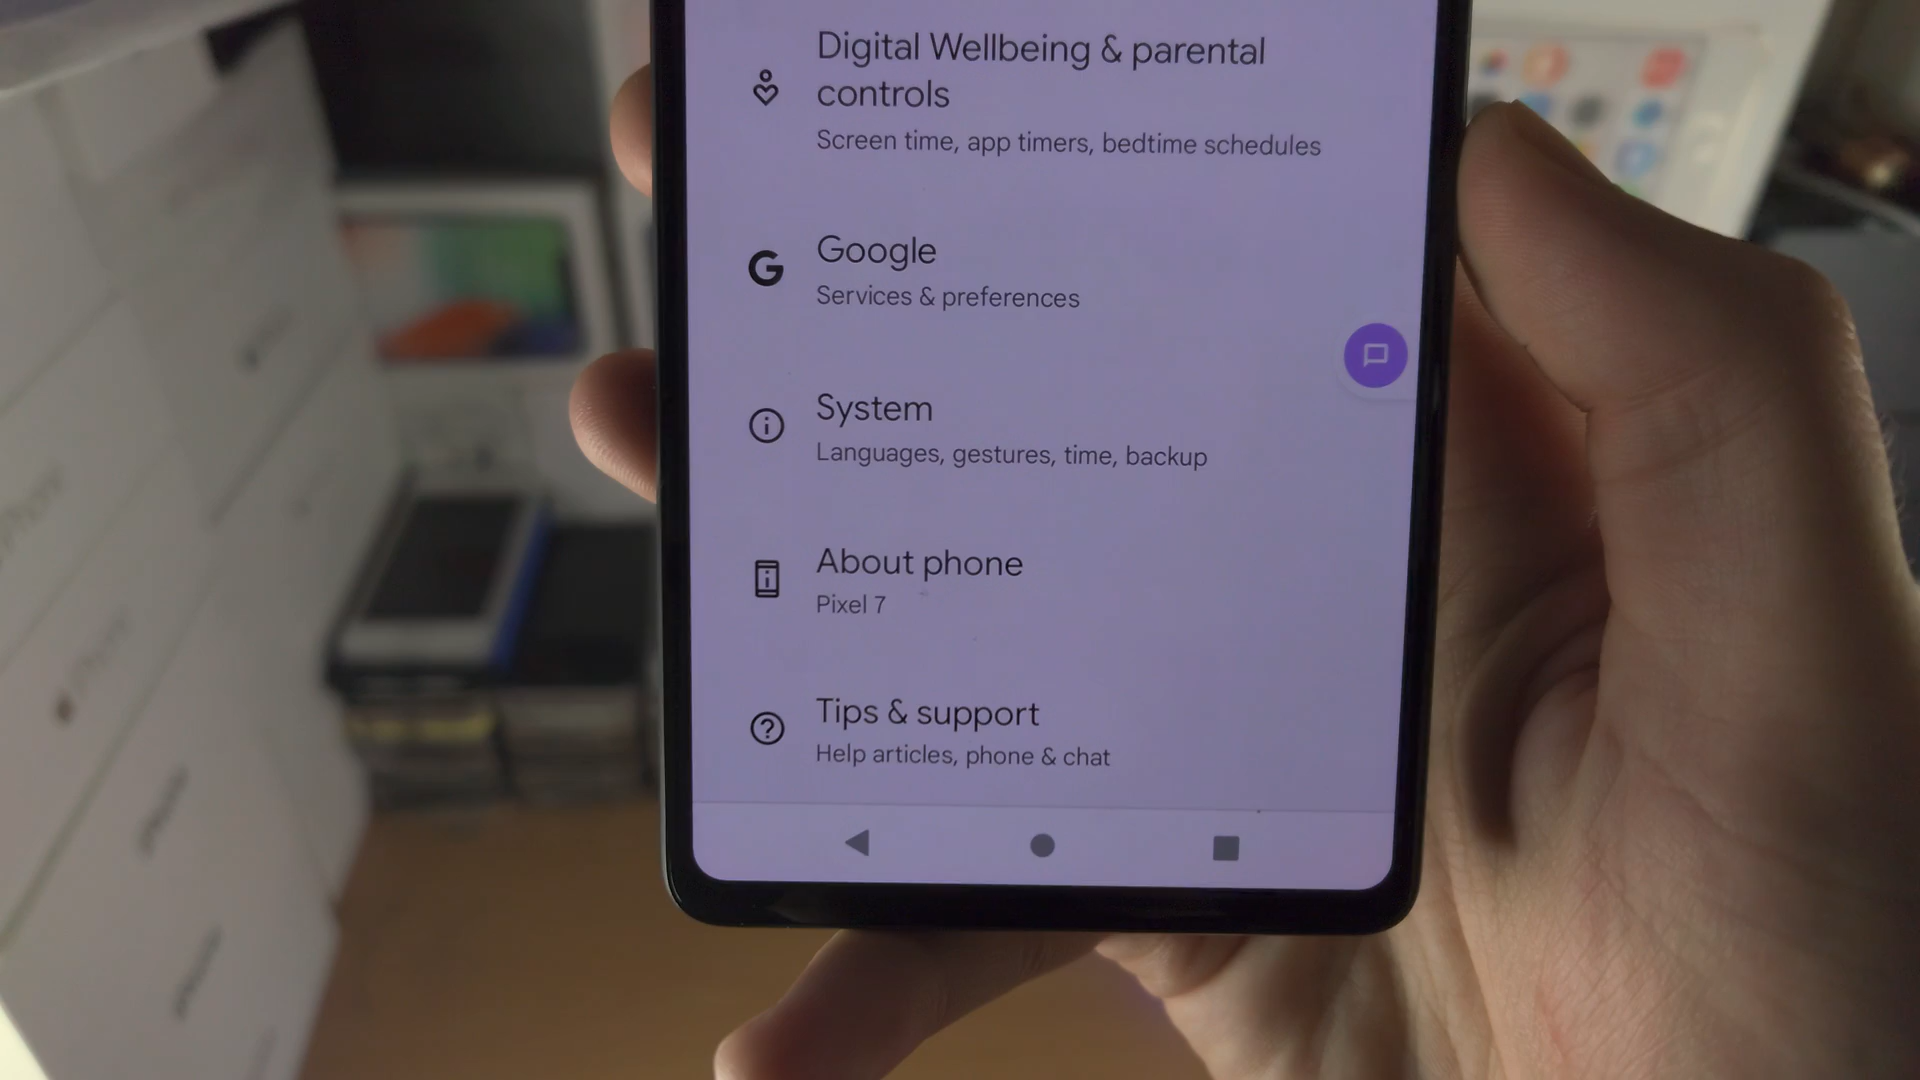 Digital Wellbeing & parental
controls
Screen time, app timers, bedtime schedules
Google
Services & preferences
System
Languages, gestures, time, backup
About phone
Pixel 7
Tips & support
Help articles, phone & chat